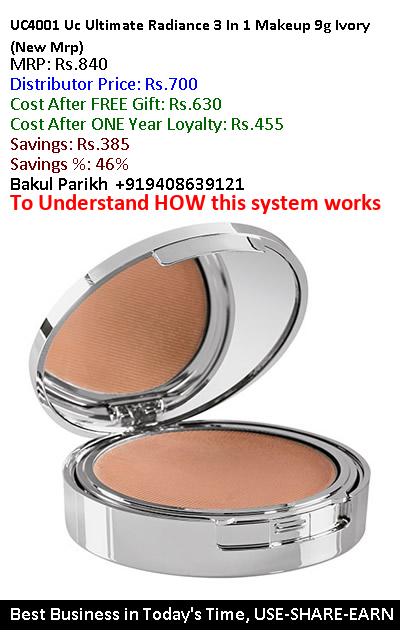 UC4001 Uc Ultimate Radiance 3 In 1 Makeup 9g Ivory
(New Mrp)
MRP: Rs.840
Distributor Price: Rs.700
Cost After FREE Gift: Rs.630
Cost After ONE Year Loyalty: Rs.455
Savings: Rs.385
Savings %: 46%
Bakul Parikh +919408639121
To Understand HOW this system works
Best Business in Today's Time, USE-SHARE-EARN